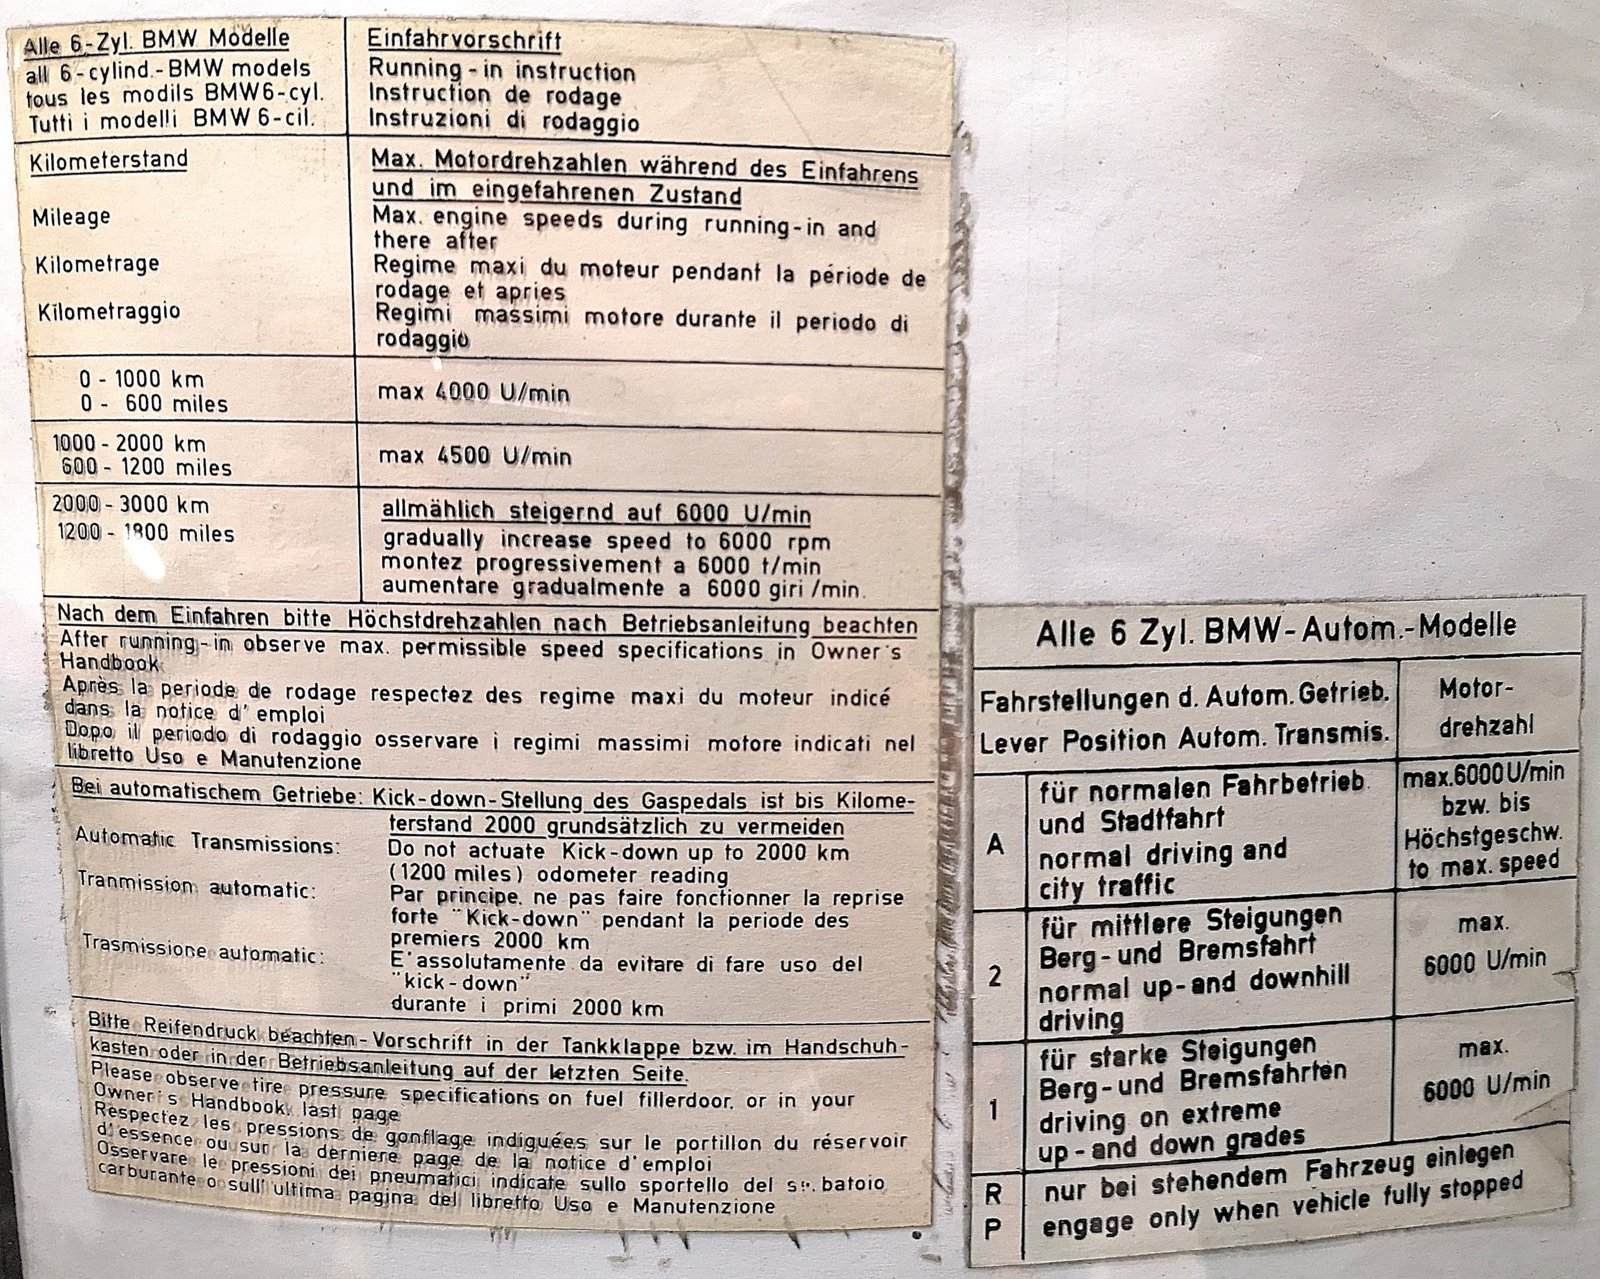 Alle 6-Zyl. BMW Modelle
all 6-cylind.-BMW models
tous les modils BMW6-cyl.
Tutti i modelli BMW 6-cil.
Einfahrvorschrift
Running-in instruction
Instruction de rodage
Instruzioni di rodaggio
Kilometerstand
Mileage
Kilometrage
Kilometraggio
Max. Motordrehzahlen während des Einfahrens
und im eingefahrenen Zustand
Max. engine speeds during running-in and
there after
Regime maxi du moteur pendant la période de
rodage et apries
Regimi massimi motore durante il periodo di
rodaggio
0 - 1000 km
0 - 600 miles
max 4000 U/min
1000 - 2000 km
600 - 1200 miles
max 4500 U/min
2000 - 3000 km
1200 - 1800 miles
allmählich steigernd auf 6000 U/min
gradually increase speed to 6000 rpm
montez progressivement a 6000 t/min
aumentare gradualmente a 6000 giri/min.
Nach dem Einfahren bitte Höchstdrehzahlen nach Betriebsanleitung beachten
After running-in observe max. permissible speed specifications in Owner's
Handbook
Après la periode de rodage respectez des regime maxi du moteur indicé
dans la notice d'emploi
Dopo il periodo di rodaggio osservare i regimi massimi motore indicati nel
libretto Uso e Manutenzione
Bei automatischem Getriebe: Kick-down-Stellung des Gaspedals ist bis Kilome-
terstand 2000 grundsätzlich zu vermeiden
Automatic Transmissions: Do not actuate Kick-down up to 2000 km
(1200 miles) odometer reading
Tranmission automatic: Par principe, ne pas faire fonctionner la reprise
forte "Kick-down" pendant la periode des
premiers 2000 km
Trasmissione automatic: E'assolutamente da evitare di fare uso del
"kick-down"
durante i primi 2000 km
Bitte Reifendruck beachten-Vorschrift in der Tankklappe bzw. im Handschuh-
kasten oder in der Betriebsanleitung auf der letzten Seite.
Please observe tire pressure specifications on fuel fillerdoor, or in your
Owner's Handbook, last page
Respectez les pressions de gonflage indiguées sur le portillon du réservoir
d'essence ou sur la derniere page de la notice d'emploi
Osservare le pressioni dei pneumatici indicate sullo sportello del
carburante o sull'ultima pagina del libretto Uso e Manutenzione
Alle 6 Zyl. BMW-Autom.-Modelle
Fahrstellungen d. Autom. Getrieb.
Lever Position Autom. Transmis.
Motor-
drehzahl
A
für normalen Fahrbetrieb
und Stadtfahrt
normal driving and
city traffic
max.6000 U/min
bzw. bis
Höchstgeschw.
to max. speed
2
für mittlere Steigungen
Berg-und Bremsfahrt
normal up-and downhill
driving
max.
6000 U/min
1
für starke Steigungen
Berg-und Bremsfahrten
driving on extreme
up-and down grades
max.
6000 U/min
R nur bei stehendem Fahrzeug einlegen
P engage only when vehicle fully stopped